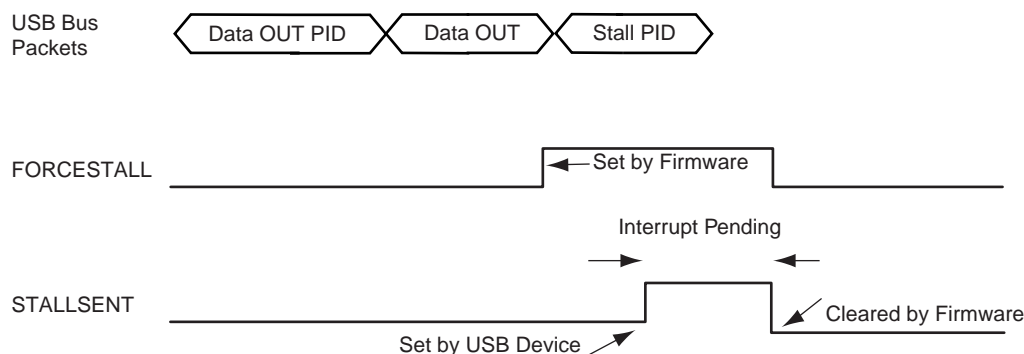 USB Bus
Packets
Data OUT PID
Data OUT
Stall PID
FORCESTALL
Set by Firmware
Interrupt Pending
STALLSENT
Cleared by Firmware
Set by USB Device